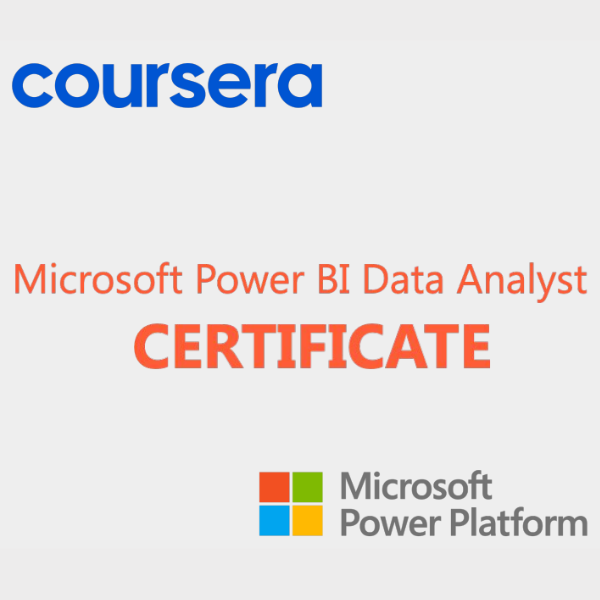 coursera
Microsoft Power BI Data Analyst
CERTIFICATE
Microsoft
Power Platform